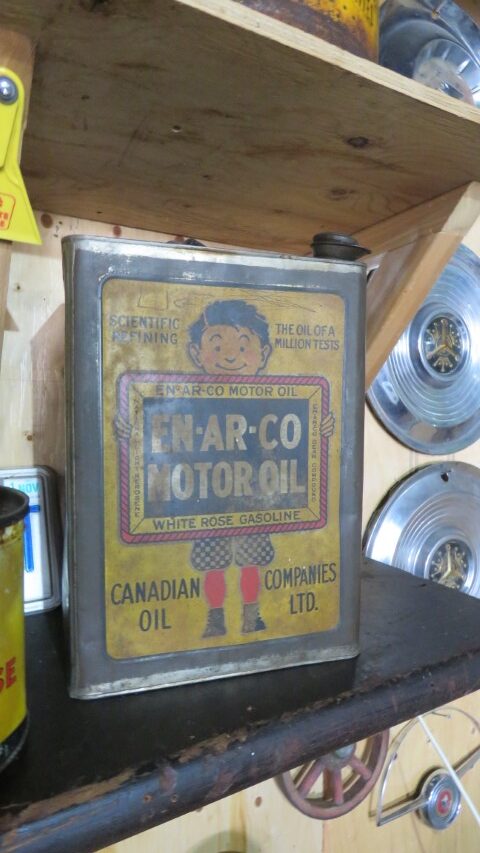 SCIENTIFIC
REFINING
THE OIL OF A
MILLION TESTS
EN-AR-CO MOTOR OIL
EN-AR-CO
MOTOR OIL
WHITE ROSE GASOLINE
CANADIAN
OIL
COMPANIES
LTD.